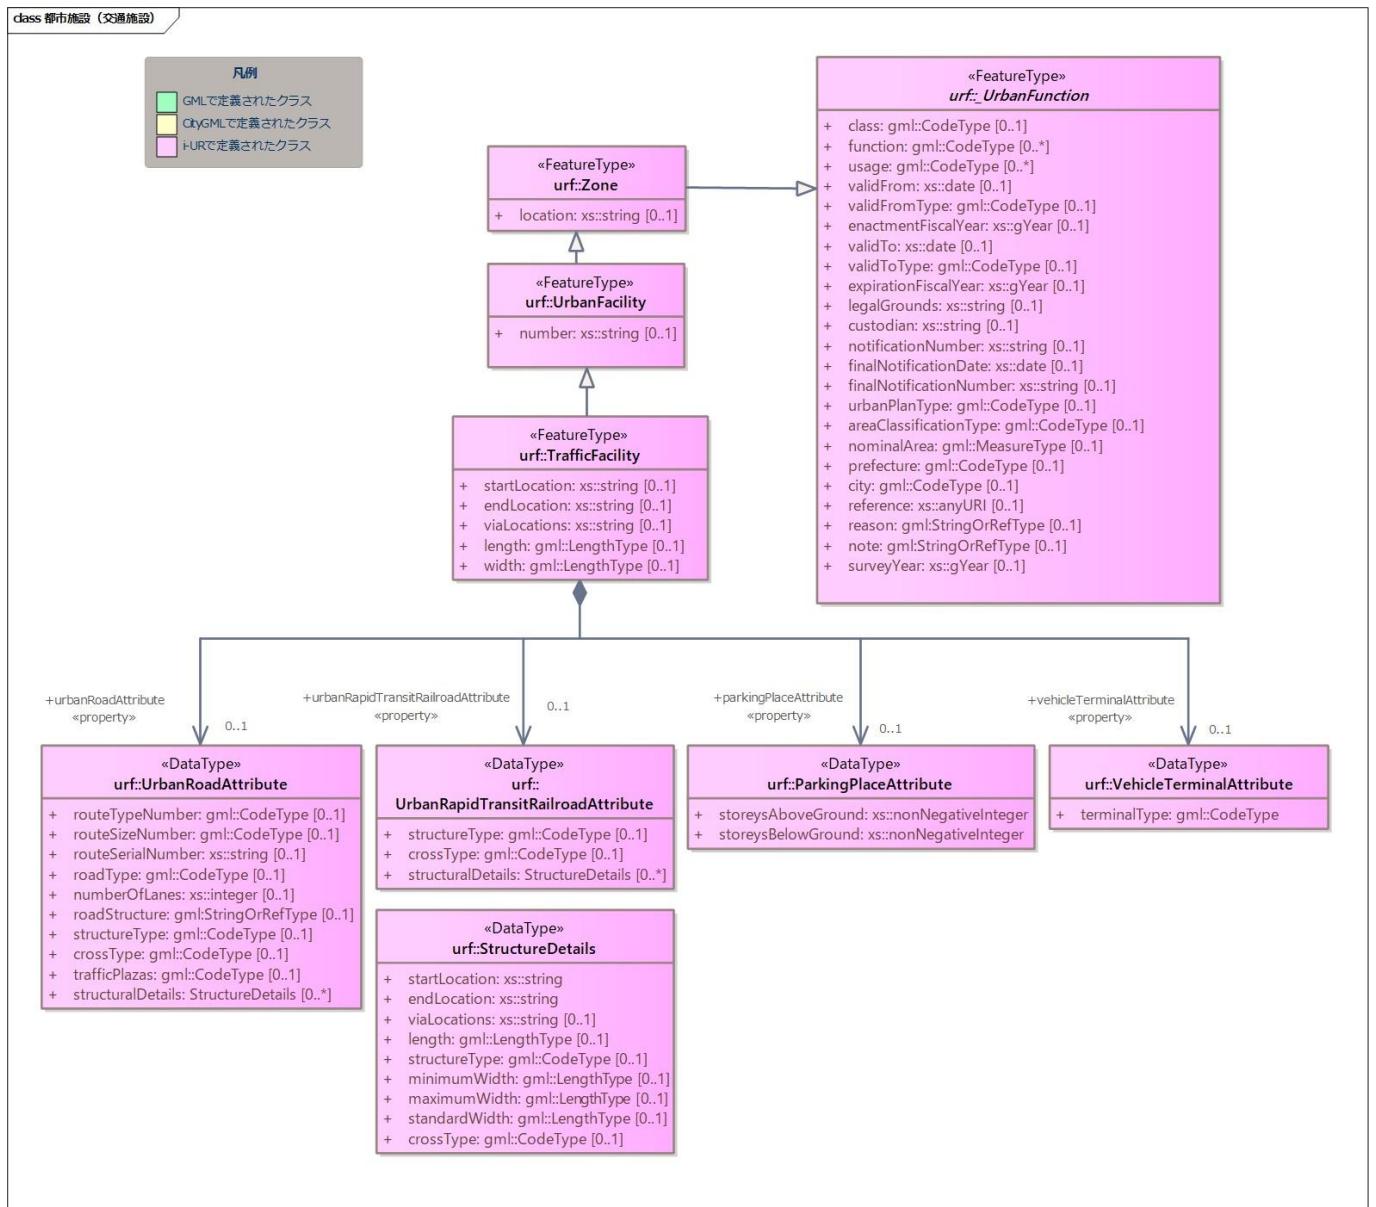 class 都市施設（交通施設）
凡例
GMLで定義されたクラス
CityGMLで定義されたクラス
i-URで定義されたクラス
«FeatureType»
urf::_UrbanFunction
+ class: gml::CodeType [0..1]
+ function: gml::CodeType [0..*]
+ usage: gml::CodeType [0..*]
+ validFrom: xs::date [0..1]
+ validFromType: gml::CodeType [0..1]
+ enactmentFiscalYear: xs::gYear [0..1]
+ validTo: xs::date [0..1]
+ validToType: gml::CodeType [0..1]
+ expirationFiscalYear: xs::gYear [0..1]
+ legalGrounds: xs::string [0..1]
+ custodian: xs::string [0..1]
+ notificationNumber: xs::string [0..1]
+ finalNotificationDate: xs::date [0..1]
+ finalNotificationNumber: xs::string [0..1]
+ urbanPlanType: gml::CodeType [0..1]
+ areaClassificationType: gml::CodeType [0..1]
+ nominalArea: gml::MeasureType [0..1]
+ prefecture: gml::CodeType [0..1]
+ city: gml::CodeType [0..1]
+ reference: xs::anyURI [0..1]
+ reason: gml:StringOrRefType [0..1]
+ note: gml:StringOrRefType [0..1]
+ surveyYear: xs::gYear [0..1]
«FeatureType»
urf::Zone
+ location: xs::string [0..1]
«FeatureType»
urf::UrbanFacility
+ number: xs::string [0..1]
«FeatureType»
urf::TrafficFacility
+ startLocation: xs::string [0..1]
+ endLocation: xs::string [0..1]
+ viaLocations: xs::string [0..1]
+ length: gml::LengthType [0..1]
+ width: gml::LengthType [0..1]
+urbanRoadAttribute
«property»
0..1
+urbanRapidTransitRailroadAttribute
«property»
0..1
+parkingPlaceAttribute
«property»
0..1
+vehicleTerminalAttribute
«property»
0..1
«DataType»
urf::UrbanRoadAttribute
+ routeTypeNumber: gml::CodeType [0..1]
+ routeSizeNumber: gml::CodeType [0..1]
+ routeSerialNumber: xs::string [0..1]
+ roadType: gml::CodeType [0..1]
+ numberOfLanes: xs::integer [0..1]
+ roadStructure: gml:StringOrRefType [0..1]
+ structureType: gml::CodeType [0..1]
+ crossType: gml::CodeType [0..1]
+ trafficPlazas: gml::CodeType [0..1]
+ structuralDetails: StructureDetails [0..*]
«DataType»
urf::
UrbanRapidTransitRailroadAttribute
+ structureType: gml::CodeType [0..1]
+ crossType: gml::CodeType [0..1]
+ structuralDetails: StructureDetails [0..*]
«DataType»
urf::ParkingPlaceAttribute
+ storeysAboveGround: xs::nonNegativeInteger
+ storeysBelowGround: xs::nonNegativeInteger
«DataType»
urf::VehicleTerminalAttribute
+ terminalType: gml::CodeType
«DataType»
urf::StructureDetails
+ startLocation: xs::string
+ endLocation: xs::string
+ viaLocations: xs::string [0..1]
+ length: gml::LengthType [0..1]
+ structureType: gml::CodeType [0..1]
+ minimumWidth: gml::LengthType [0..1]
+ maximumWidth: gml::LengthType [0..1]
+ standardWidth: gml::LengthType [0..1]
+ crossType: gml::CodeType [0..1]